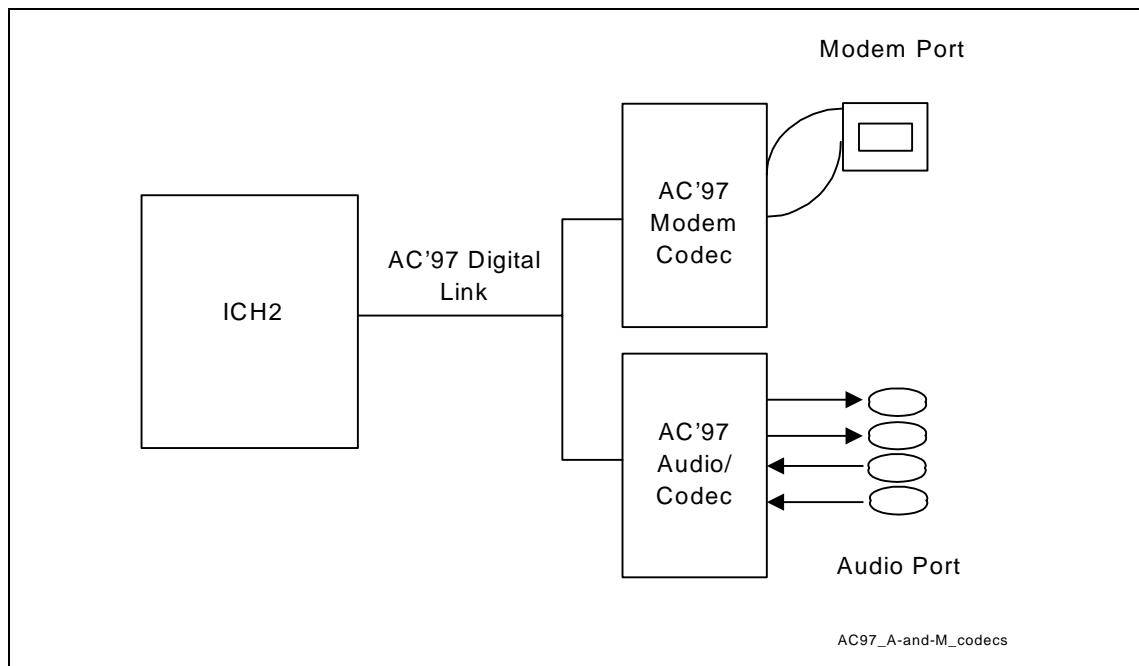 Modem Port
AC'97
Modem
Codec
AC'97 Digital
Link
ICH2
AC'97
Audio/
Codec
Audio Port
AC97_A-and-M_codecs